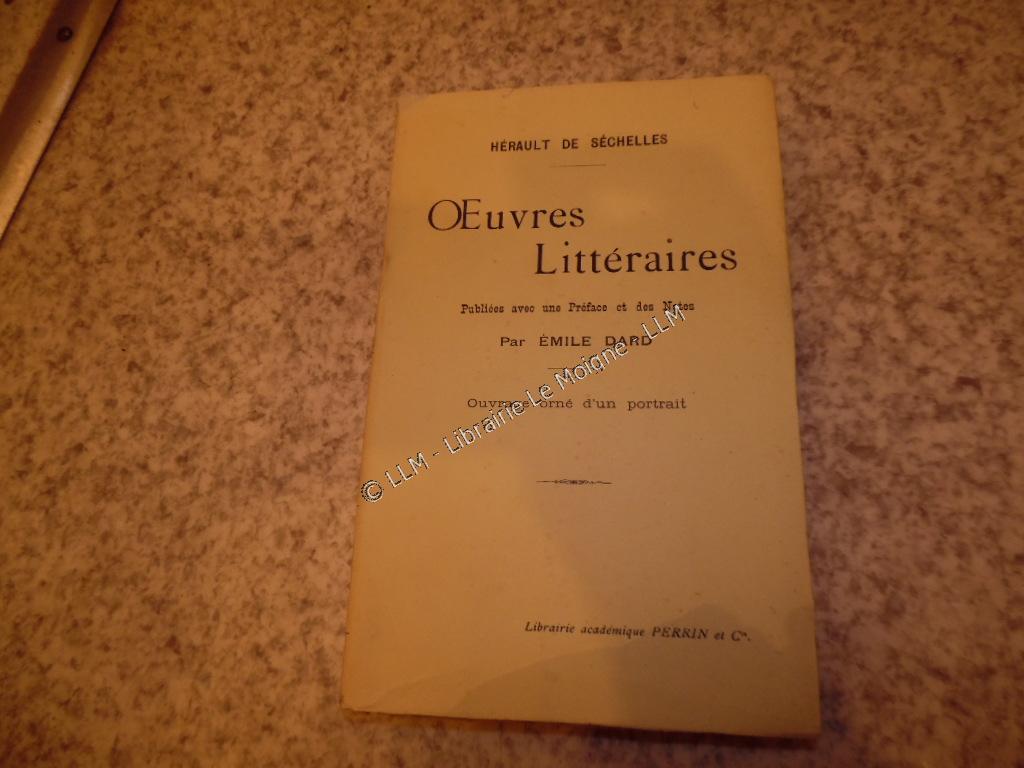 HÉRAULT DE SÉCHELLES
Œuvres
Littéraires
Publiées avec une Préface et des Notes
Par ÉMILE DARD
Ouvrage orné d'un portrait
© LLM - Librairie Le Moigne - LLM
Librairie académique PERRIN et Cie.